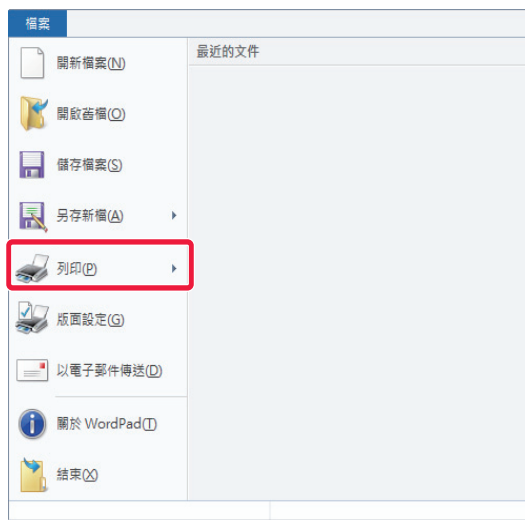 檔案
最近的文件
開新檔案(N)
開啟舊檔(O)
儲存檔案(S)
另存新檔(A)
列印(P)
版面設定(G)
以電子郵件傳送(D)
關於 WordPad(T)
結束(X)